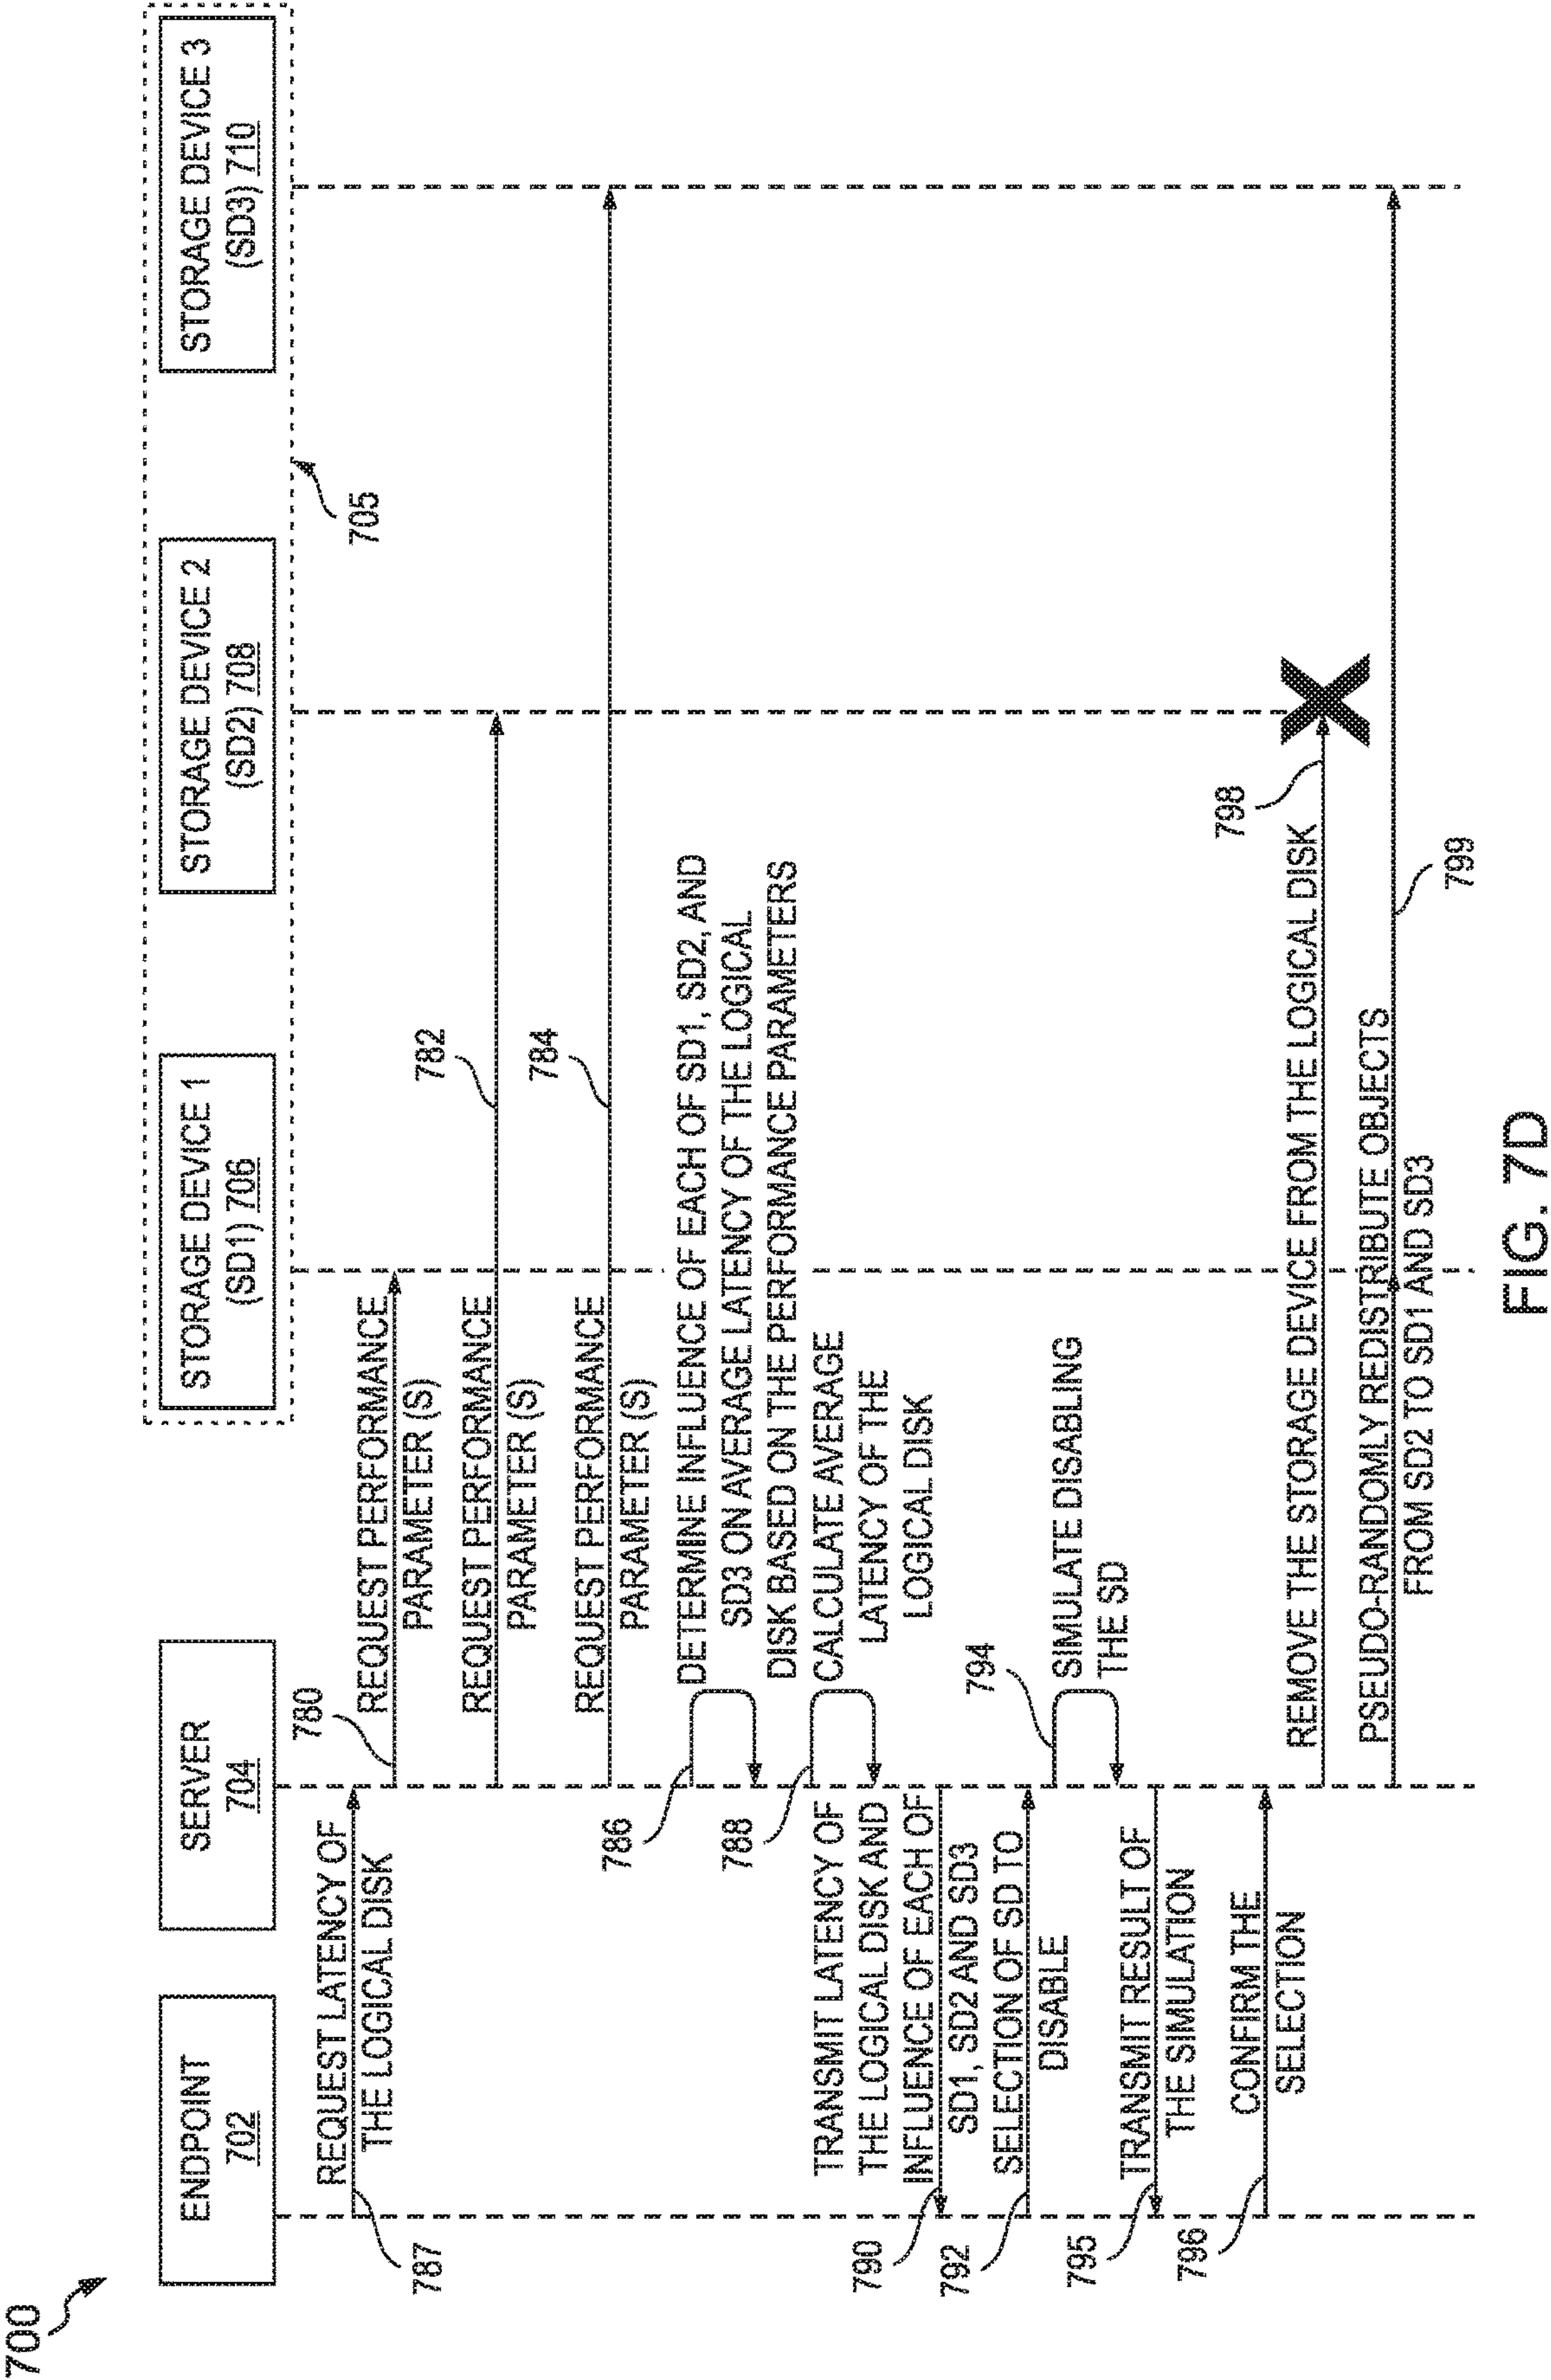 700
ENDPOINT
702
SERVER
704
STORAGE DEVICE 1
(SD1) 706
STORAGE DEVICE 2
(SD2) 708
STORAGE DEVICE 3
(SD3) 710
705
REQUEST LATENCY OF
THE LOGICAL DISK
787
780
REQUEST PERFORMANCE
PARAMETER (S)
REQUEST PERFORMANCE
PARAMETER (S)
782
REQUEST PERFORMANCE
PARAMETER (S)
784
786
DETERMINE INFLUENCE OF EACH OF SD1, SD2, AND
SD3 ON AVERAGE LATENCY OF THE LOGICAL
DISK BASED ON THE PERFORMANCE PARAMETERS
788
CALCULATE AVERAGE
LATENCY OF THE
LOGICAL DISK
TRANSMIT LATENCY OF
THE LOGICAL DISK AND
INFLUENCE OF EACH OF
SD1, SD2 AND SD3
790
SELECTION OF SD TO
DISABLE
792
794
SIMULATE DISABLING
THE SD
TRANSMIT RESULT OF
THE SIMULATION
795
CONFIRM THE
SELECTION
796
REMOVE THE STORAGE DEVICE FROM THE LOGICAL DISK
798
PSEUDO-RANDOMLY REDISTRIBUTE OBJECTS
FROM SD2 TO SD1 AND SD3
799
FIG. 7D